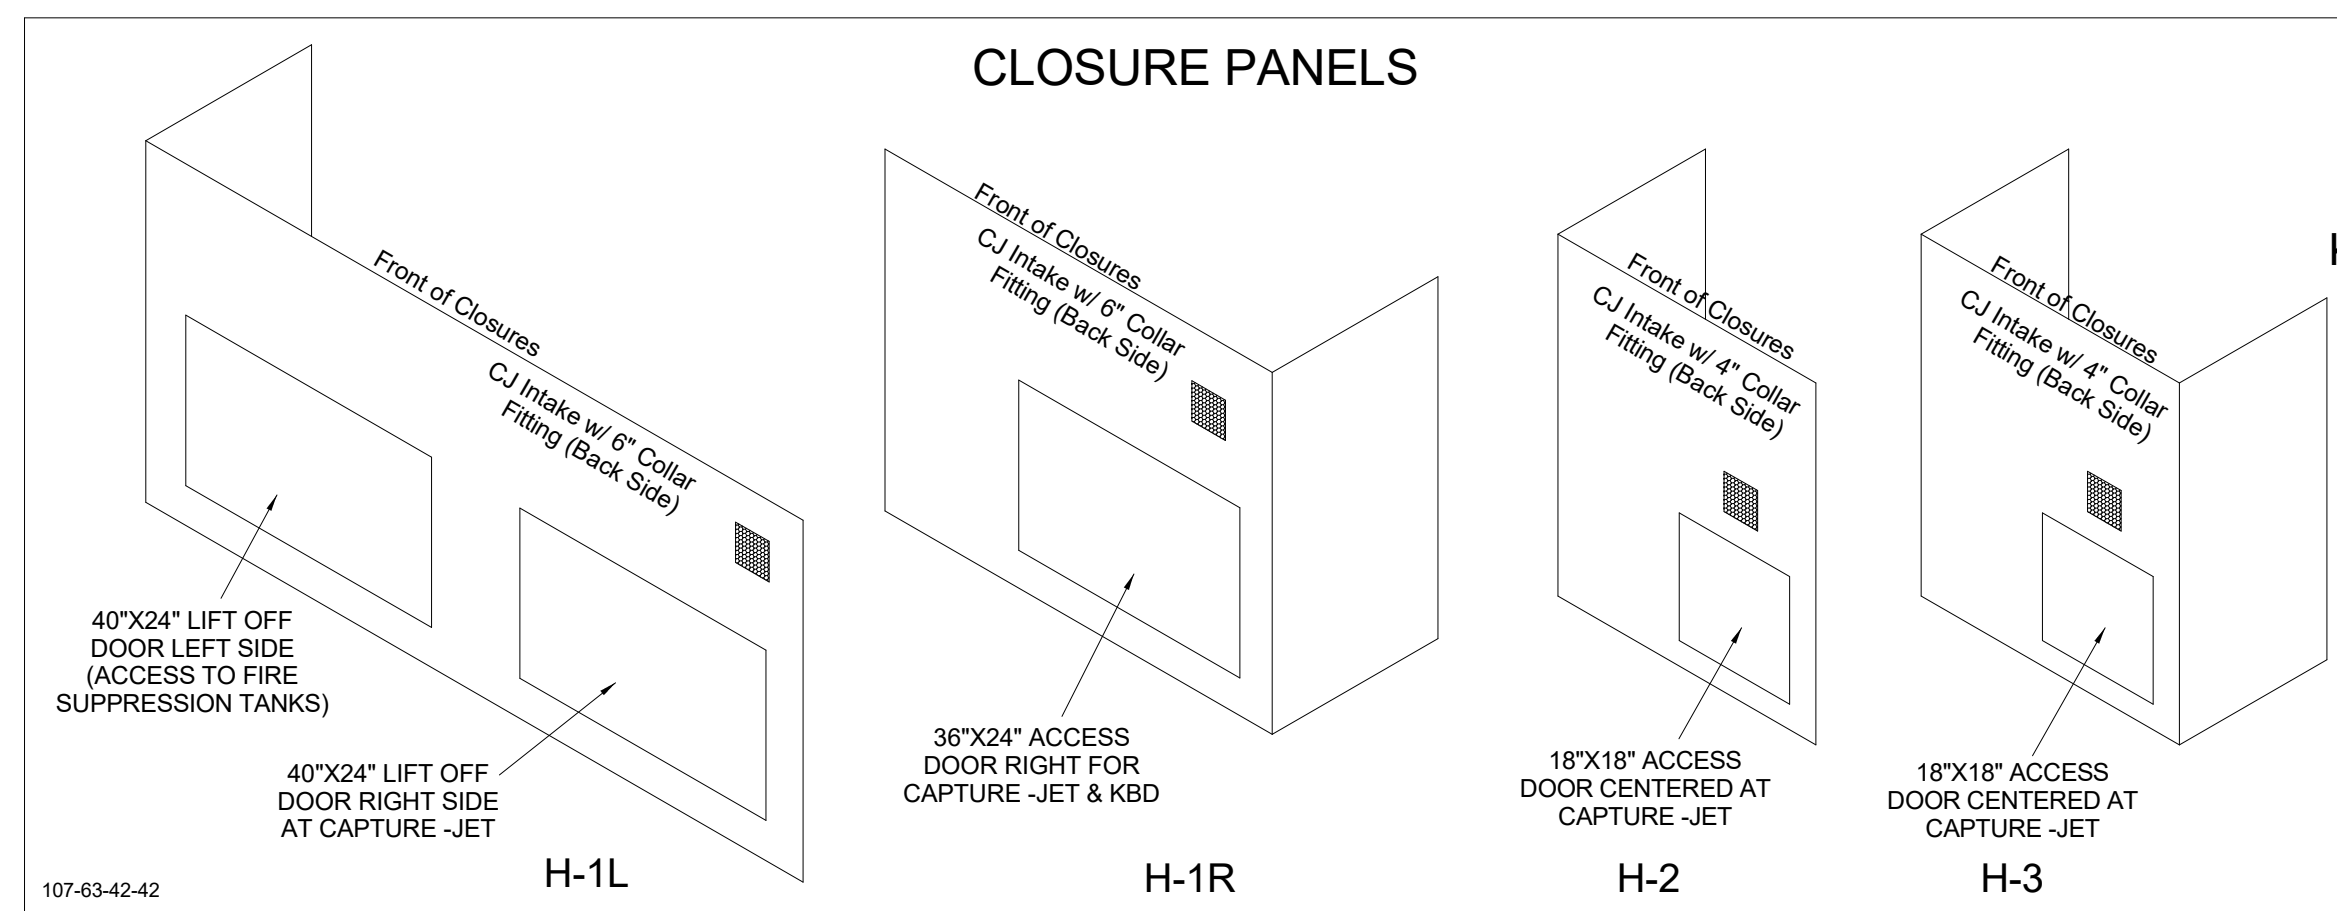 CLOSURE PANELS
Front of Closures
CJ Intake w/ 6" Collar
Fitting (Back Side)
40"X24" LIFT OFF
DOOR LEFT SIDE
(ACCESS TO FIRE
SUPPRESSION TANKS)
40"X24" LIFT OFF
DOOR RIGHT SIDE
AT CAPTURE -JET
H-1L
Front of Closures
CJ Intake w/ 6" Collar
Fitting (Back Side)
36"X24" ACCESS
DOOR RIGHT FOR
CAPTURE -JET & KBD
H-1R
Front of Closures
CJ Intake w/ 4" Collar
Fitting (Back Side)
18"X18" ACCESS
DOOR CENTERED AT
CAPTURE -JET
H-2
Front of Closures
CJ Intake w/ 4" Collar
Fitting (Back Side)
18"X18" ACCESS
DOOR CENTERED AT
CAPTURE -JET
H-3
107-63-42-42